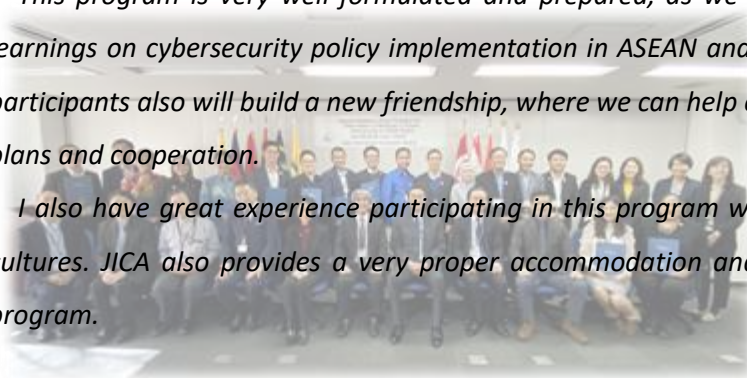 This program is very well formulated and prepared, as we
learnings on cybersecurity policy implementation in ASEAN and
participants also will build a new friendship, where we can help
plans and cooperation.
I also have great experience participating in this program
cultures. JICA also provides a very proper accommodation and
program.